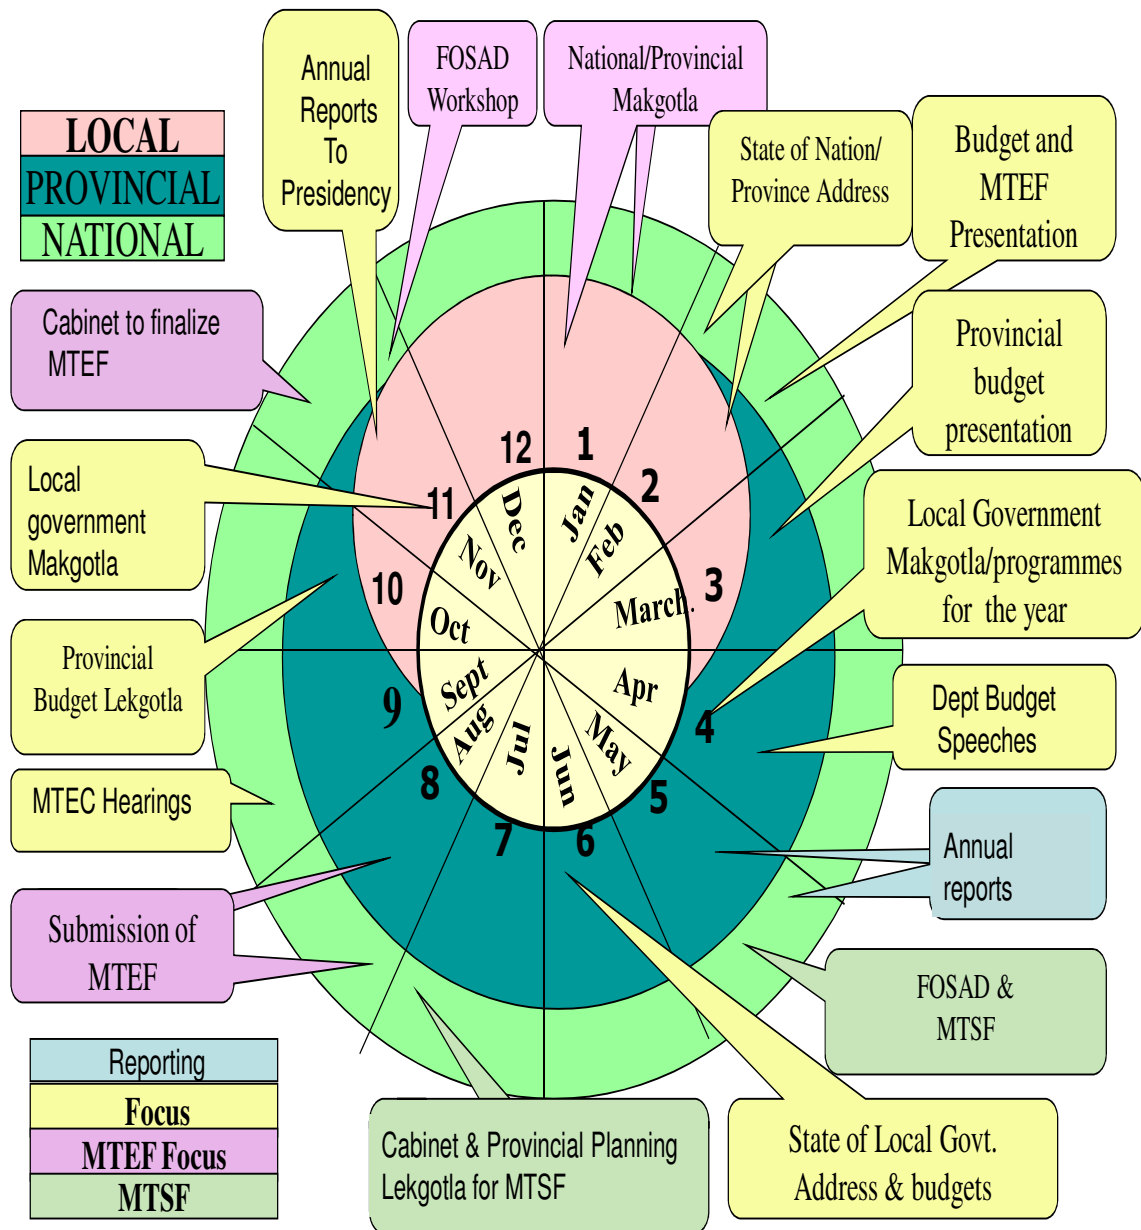 Annual
Reports
To
Presidency
FOSAD
Workshop
National/Provincial
Makgotla
State of Nation/
Province Address
Budget and
MTEF
Presentation
LOCAL
PROVINCIAL
NATIONAL
Cabinet to finalize
MTEF
Provincial
budget
presentation
Local
government
Makgotla
Local Government
Makgotla/programmes
for the year
Provincial
Budget Lekgotla
Dept Budget
Speeches
MTEC Hearings
Annual
reports
Submission of
MTEF
FOSAD &
MTSF
12
1
2
3
4
5
6
7
8
9
10
11
Dec
Jan
Feb
March.
Apr
May
Jun
Jul
Aug
Sept
Oct
Nov
Reporting
Focus
MTEF Focus
MTSF
Cabinet & Provincial Planning
Lekgotla for MTSF
State of Local Govt.
Address & budgets